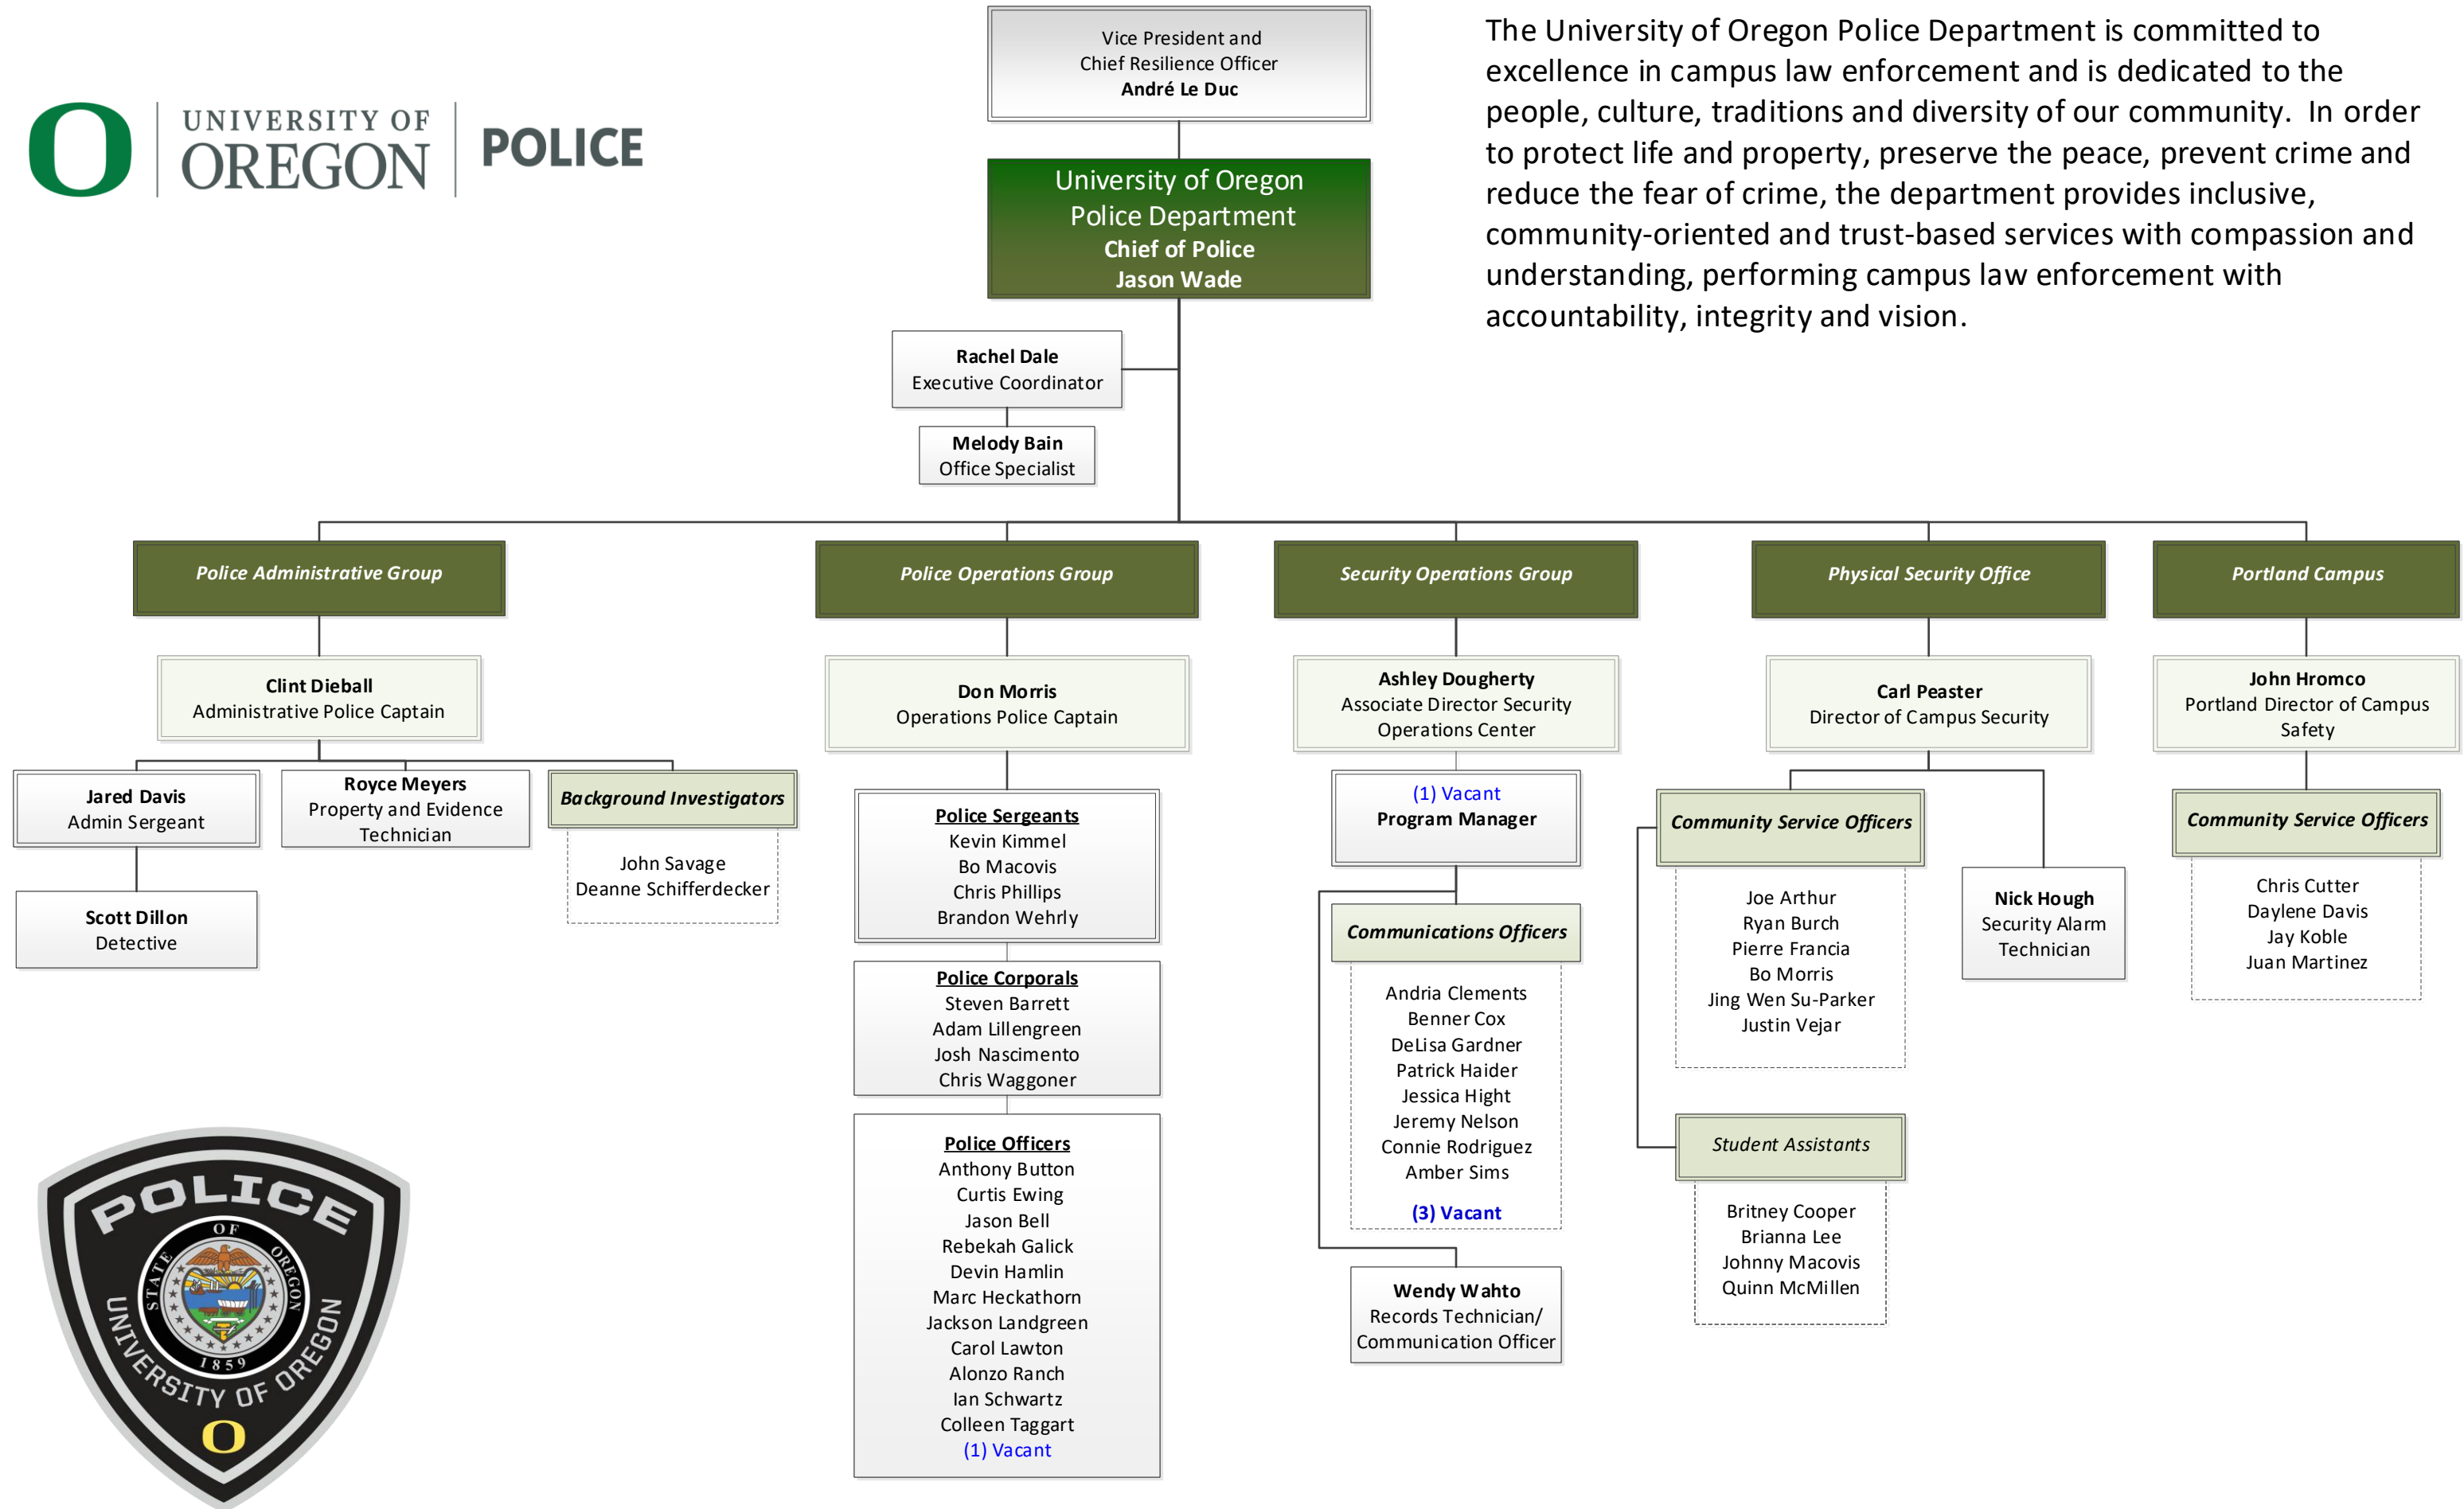 Vice President and
Chief Resilience Officer
André Le Duc
UNIVERSITY OF
OREGON
POLICE
The University of Oregon Police Department is committed to
excellence in campus law enforcement and is dedicated to the
people, culture, traditions and diversity of our community.  In order
to protect life and property, preserve the peace, prevent crime and
reduce the fear of crime, the department provides inclusive,
community-oriented and trust-based services with compassion and
understanding, performing campus law enforcement with
accountability, integrity and vision.
University of Oregon
Police Department
Chief of Police
Jason Wade
Rachel Dale
Executive Coordinator
Melody Bain
Office Specialist
Police Administrative Group
Clint Dieball
Administrative Police Captain
Jared Davis
Admin Sergeant
Scott Dillon
Detective
Royce Meyers
Property and Evidence
Technician
Background Investigators
John Savage
Deanne Schifferdecker
Police Operations Group
Don Morris
Operations Police Captain
Police Sergeants
Kevin Kimmel
Bo Macovis
Chris Phillips
Brandon Wehrly
Police Corporals
Steven Barrett
Adam Lillengreen
Josh Nascimento
Chris Waggoner
Police Officers
Anthony Button
Curtis Ewing
Jason Bell
Rebekah Galick
Devin Hamlin
Marc Heckathorn
Jackson Landgreen
Carol Lawton
Alonzo Ranch
Ian Schwartz
Colleen Taggart
(1) Vacant
Security Operations Group
Ashley Dougherty
Associate Director Security
Operations Center
(1) Vacant
Program Manager
Communications Officers
Andria Clements
Benner Cox
DeLisa Gardner
Patrick Haider
Jessica Hight
Jeremy Nelson
Connie Rodriguez
Amber Sims
(3) Vacant
Wendy Wahto
Records Technician/
Communication Officer
Physical Security Office
Carl Peaster
Director of Campus Security
Community Service Officers
Joe Arthur
Ryan Burch
Pierre Francia
Bo Morris
Jing Wen Su-Parker
Justin Vejar
Nick Hough
Security Alarm
Technician
Student Assistants
Britney Cooper
Brianna Lee
Johnny Macovis
Quinn McMillen
Portland Campus
John Hromco
Portland Director of Campus
Safety
Community Service Officers
Chris Cutter
Daylene Davis
Jay Koble
Juan Martinez
POLICE
STATE OF OREGON
1859
UNIVERSITY OF OREGON
O